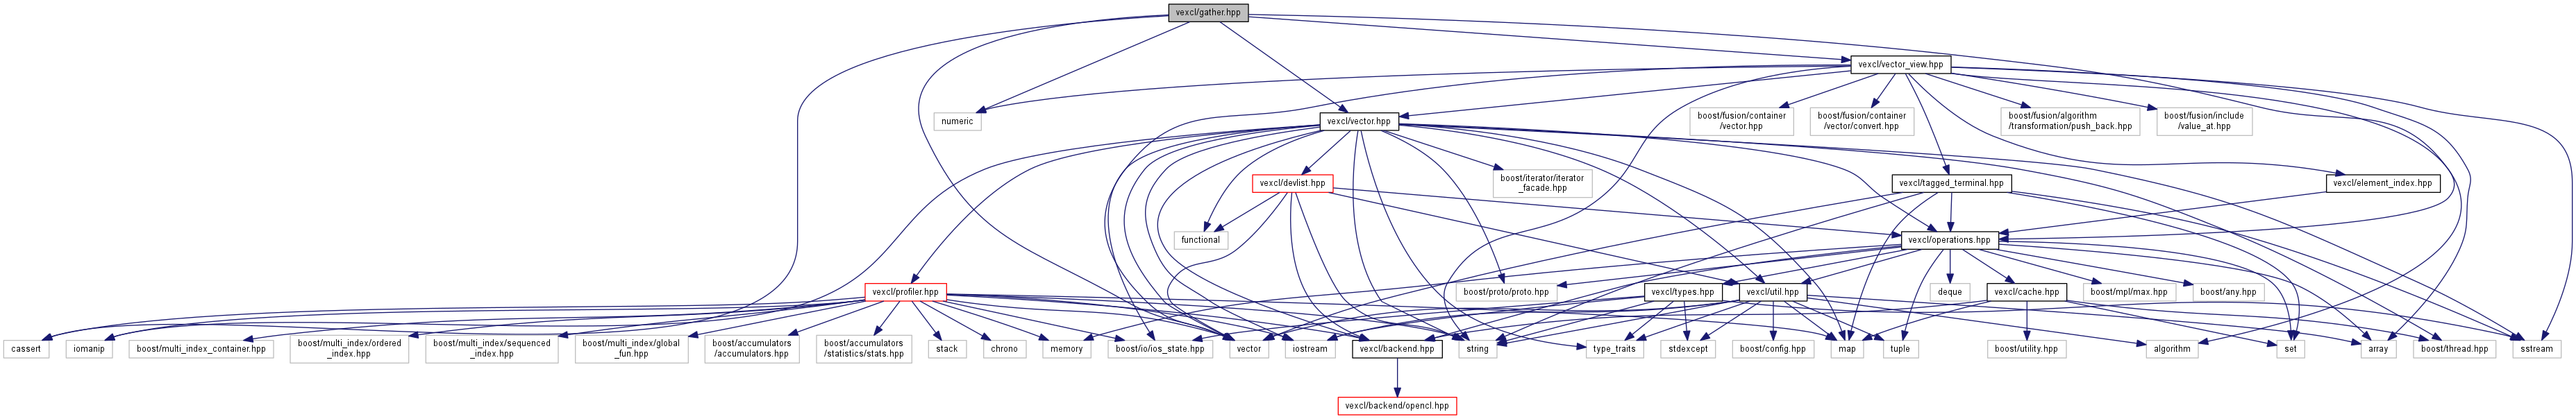 vexcl/gather.hpp
vexcl/vector_view.hpp
numeric
vexcl/vector.hpp
boost/fusion/container
/vector.hpp
boost/fusion/container
/vector/convert.hpp
boost/fusion/algorithm
/transformation/push_back.hpp
boost/fusion/include
/value_at.hpp
vexcl/devlist.hpp
boost/iterator/iterator
_facade.hpp
vexcl/tagged_terminal.hpp
vexcl/element_index.hpp
functional
vexcl/operations.hpp
vexcl/profiler.hpp
boost/proto/proto.hpp
vexcl/types.hpp
vexcl/util.hpp
deque
vexcl/cache.hpp
boost/mpl/max.hpp
boost/any.hpp
cassert
iomanip
boost/multi_index_container.hpp
boost/multi_index/ordered
_index.hpp
boost/multi_index/sequenced
_index.hpp
boost/multi_index/global
_fun.hpp
boost/accumulators
/accumulators.hpp
boost/accumulators
/statistics/stats.hpp
stack
chrono
memory
boost/io/ios_state.hpp
vector
iostream
vexcl/backend.hpp
string
type_traits
stdexcept
boost/config.hpp
map
tuple
boost/utility.hpp
algorithm
set
array
boost/thread.hpp
sstream
vexcl/backend/opencl.hpp